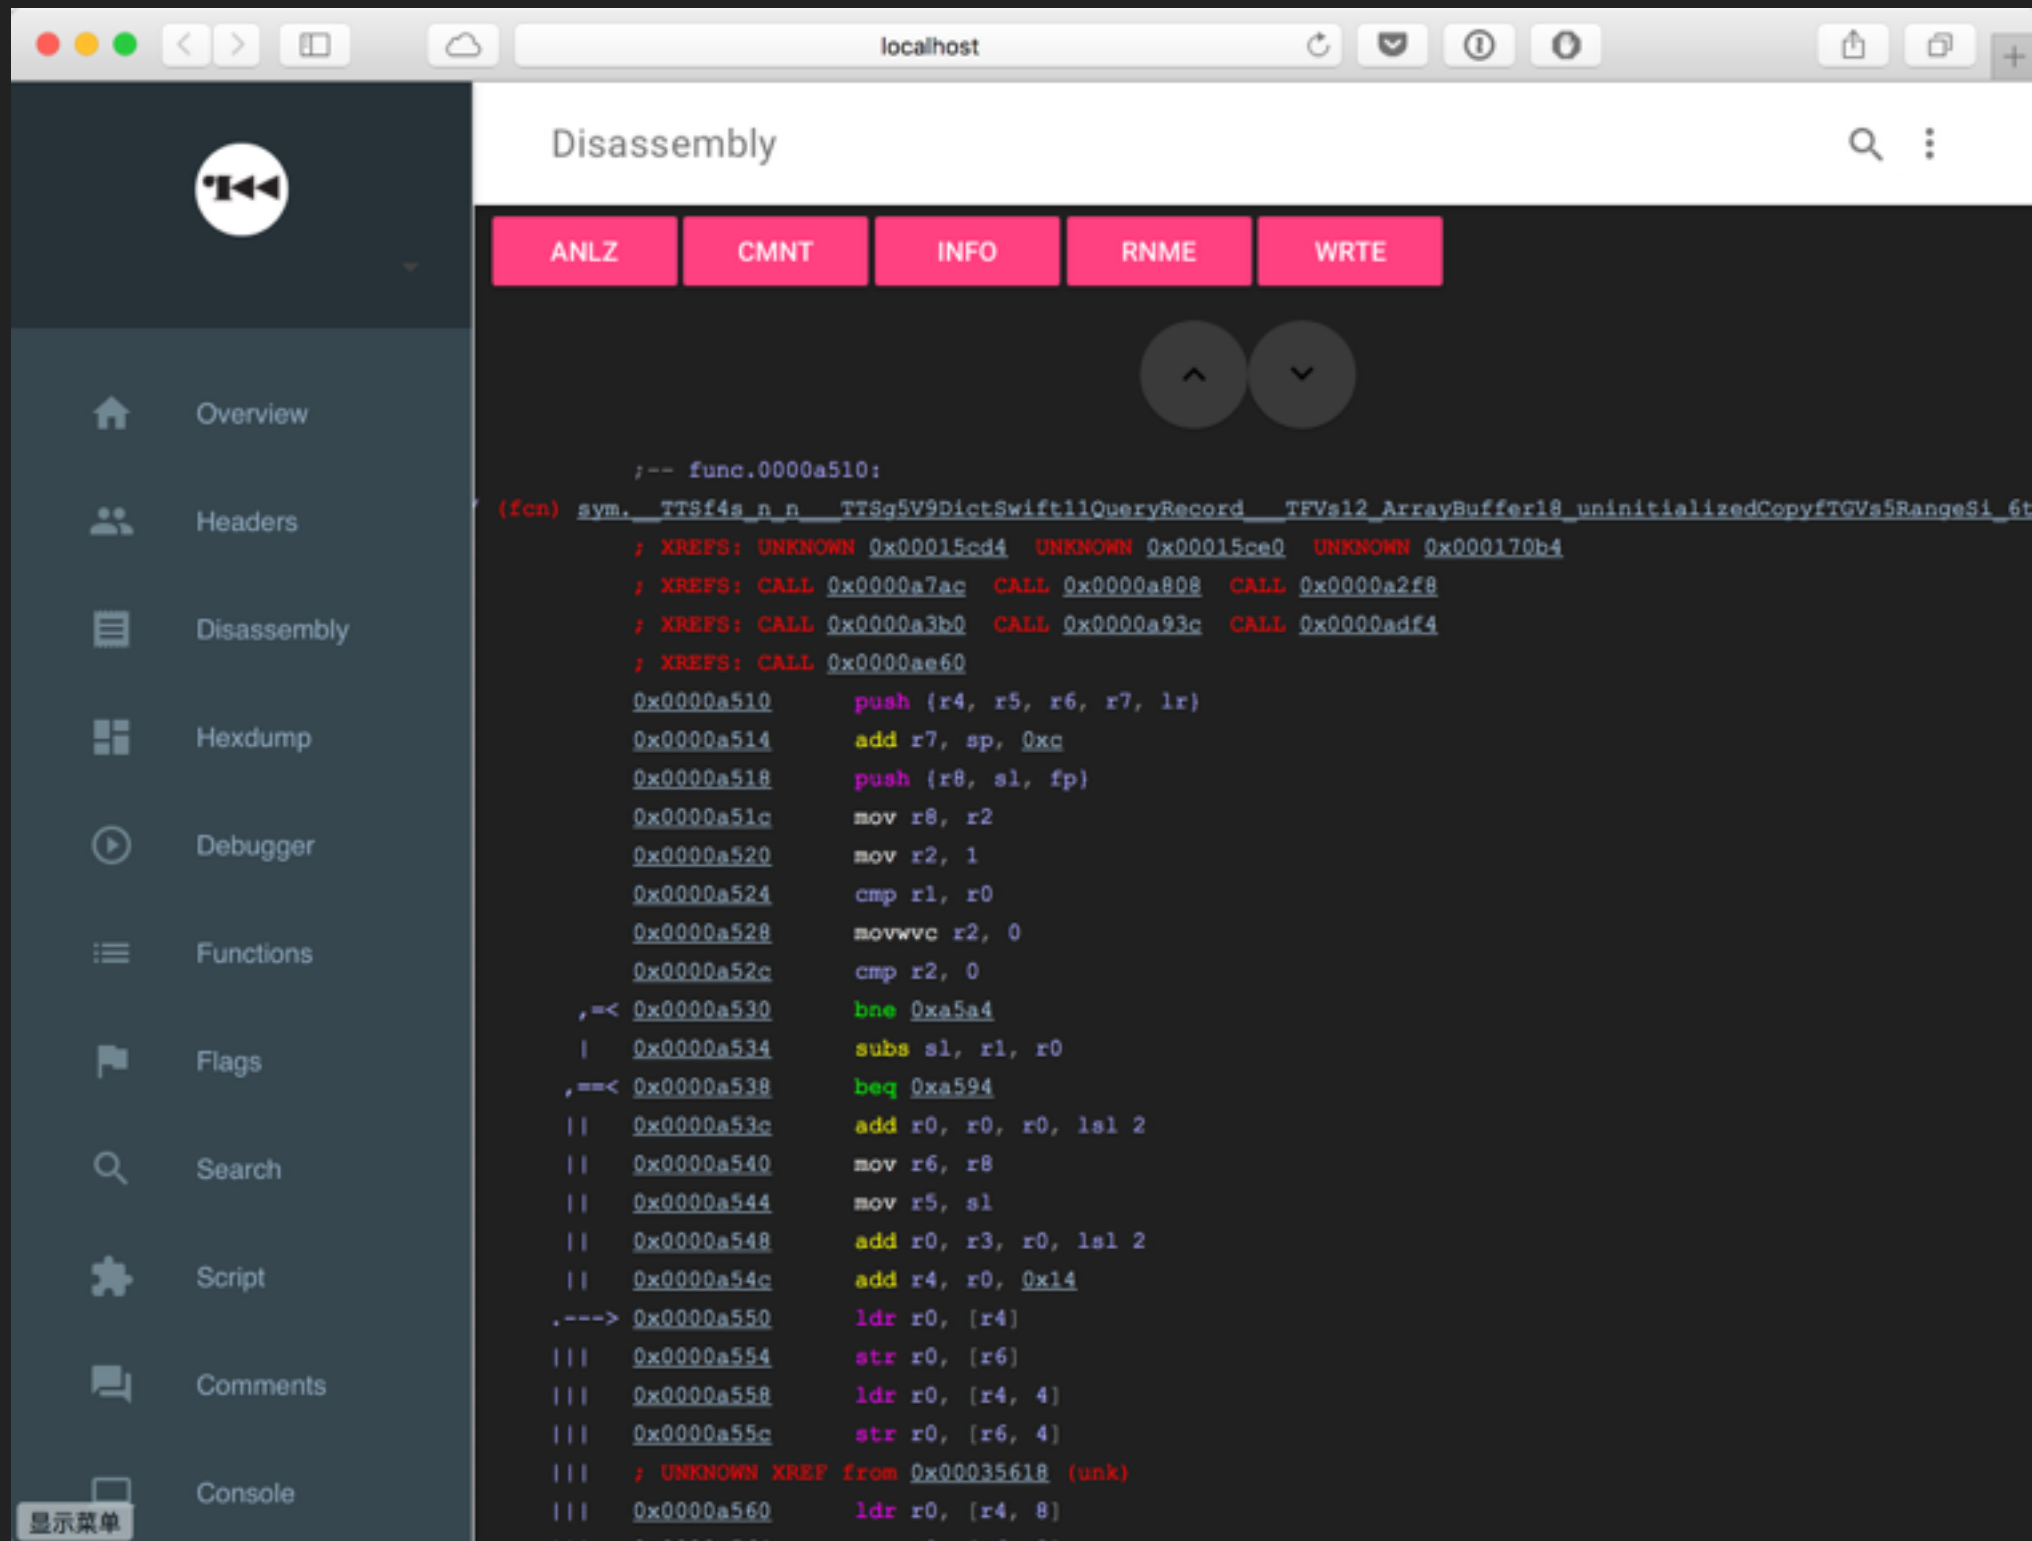 localhost
Disassembly
ANLZ CMNT INFO RNME WRTE
Overview
Headers
Disassembly
Hexdump
Debugger
Functions
Flags
Search
Script
Comments
Console
显示菜单
;-- func.0000a510:
(fcn) sym.__TTSf4s_n_n___TTSg5V9DictSwift11QueryRecord___TFVs12_ArrayBuffer18_uninitializedCopyfTGVs5RangeSi_6t
; XREFS: UNKNOWN 0x00015cd4 UNKNOWN 0x00015ce0 UNKNOWN 0x000170b4
; XREFS: CALL 0x0000a7ac CALL 0x0000a808 CALL 0x0000a2f8
; XREFS: CALL 0x0000a3b0 CALL 0x0000a93c CALL 0x0000adf4
; XREFS: CALL 0x0000ae60
0x0000a510 push {r4, r5, r6, r7, lr}
0x0000a514 add r7, sp, 0xc
0x0000a518 push {r8, sl, fp}
0x0000a51c mov r8, r2
0x0000a520 mov r2, 1
0x0000a524 cmp r1, r0
0x0000a528 movwvc r2, 0
0x0000a52c cmp r2, 0
,=< 0x0000a530 bne 0xa5a4
| 0x0000a534 subs sl, r1, r0
,==< 0x0000a538 beq 0xa594
|| 0x0000a53c add r0, r0, r0, lsl 2
|| 0x0000a540 mov r6, r8
|| 0x0000a544 mov r5, sl
|| 0x0000a548 add r0, r3, r0, lsl 2
|| 0x0000a54c add r4, r0, 0x14
.---> 0x0000a550 ldr r0, [r4]
||| 0x0000a554 str r0, [r6]
||| 0x0000a558 ldr r0, [r4, 4]
||| 0x0000a55c str r0, [r6, 4]
||| ; UNKNOWN XREF from 0x00035618 (unk)
||| 0x0000a560 ldr r0, [r4, 8]